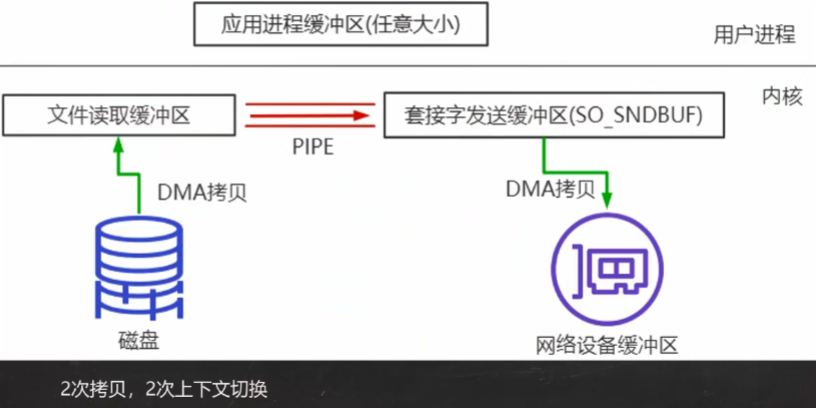 应用进程缓冲区(任意大小)
用户进程
内核
文件读取缓冲区
套接字发送缓冲区(SO_SNDBUF)
PIPE
DMA拷贝
DMA拷贝
磁盘
网络设备缓冲区
2次拷贝，2次上下文切换